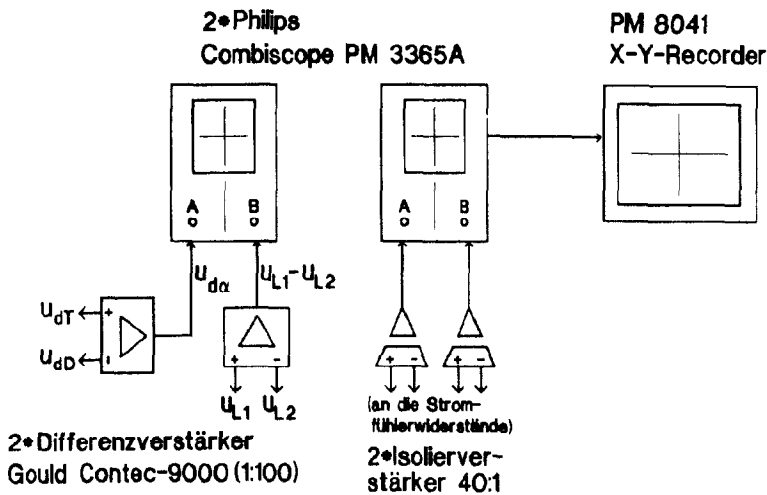 2*Philips
Combiscope PM 3365A
PM 8041
X-Y-Recorder
A B
A B
u_dα
u_L1-u_L2
u_dT
+
u_dD
-
+ -
+ -
+ -
u_L1 u_L2
(an die Strom-
fühlerwiderstände)
2*Differenzverstärker
Gould Contec-9000 (1:100)
2*Isolierver-
stärker 40:1